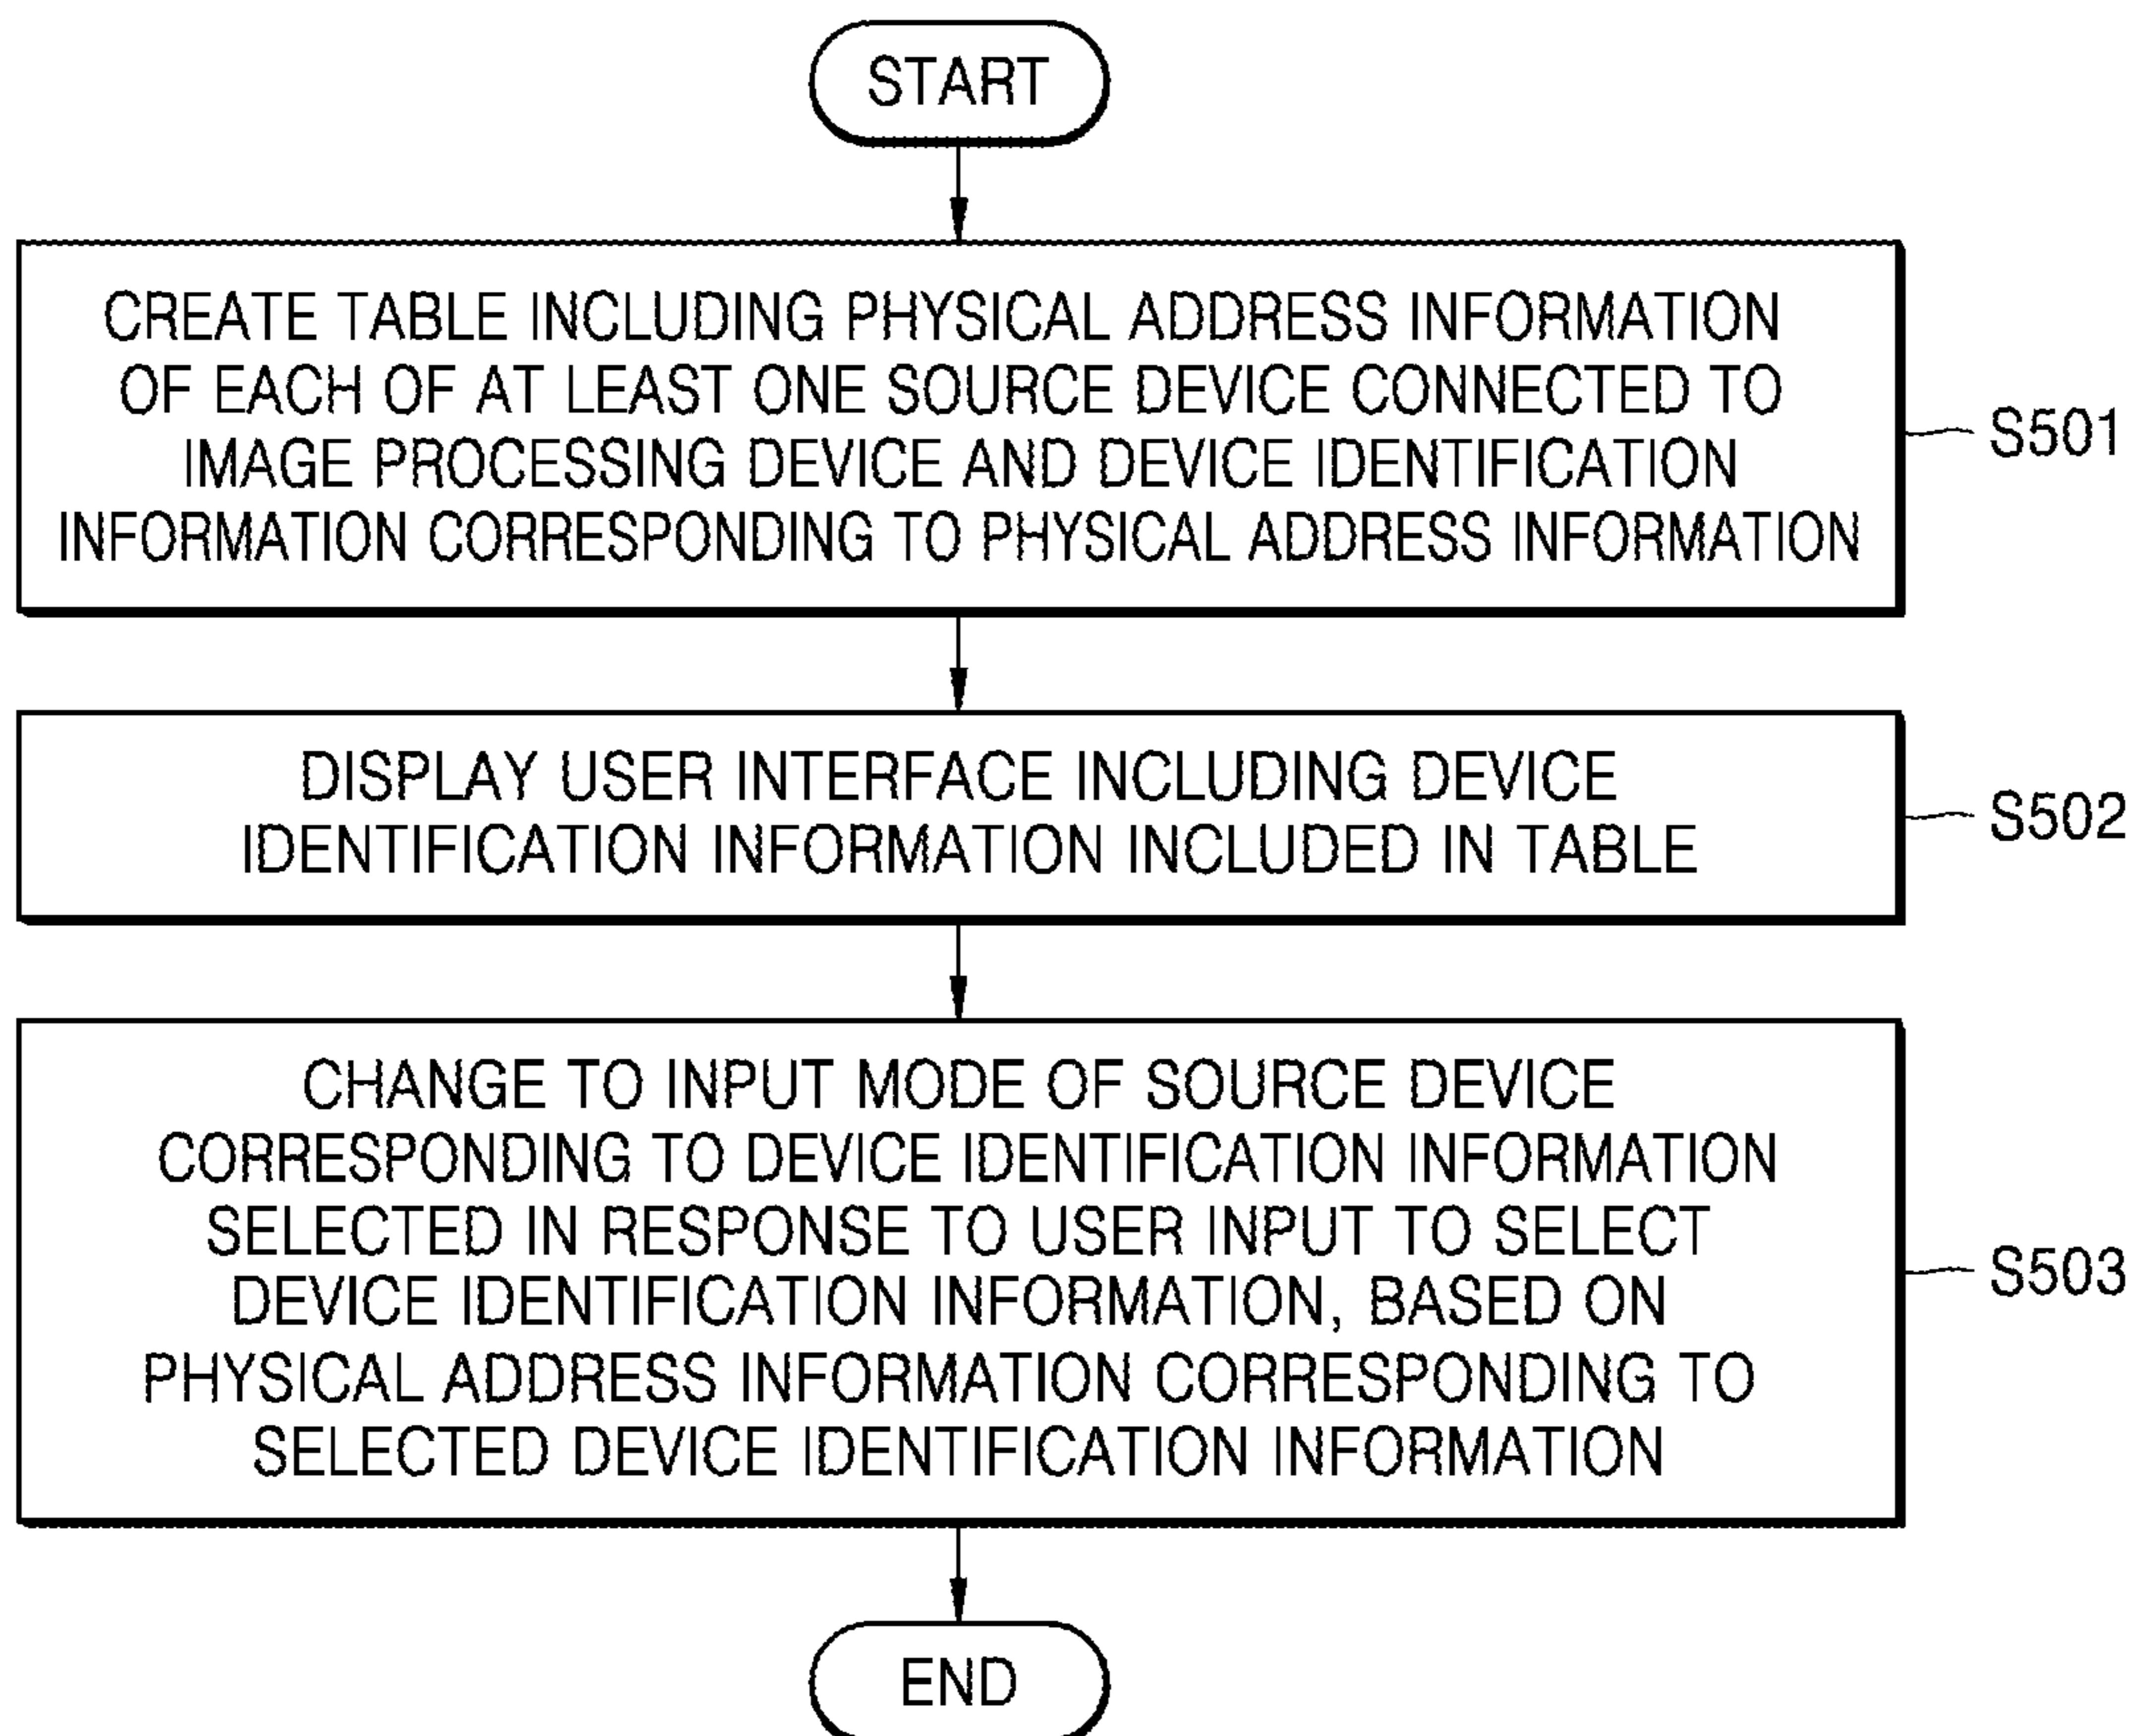 START
CREATE TABLE INCLUDING PHYSICAL ADDRESS INFORMATION
OF EACH OF AT LEAST ONE SOURCE DEVICE CONNECTED TO
IMAGE PROCESSING DEVICE AND DEVICE IDENTIFICATION
INFORMATION CORRESPONDING TO PHYSICAL ADDRESS INFORMATION
S501
DISPLAY USER INTERFACE INCLUDING DEVICE
IDENTIFICATION INFORMATION INCLUDED IN TABLE
S502
CHANGE TO INPUT MODE OF SOURCE DEVICE
CORRESPONDING TO DEVICE IDENTIFICATION INFORMATION
SELECTED IN RESPONSE TO USER INPUT TO SELECT
DEVICE IDENTIFICATION INFORMATION, BASED ON
PHYSICAL ADDRESS INFORMATION CORRESPONDING TO
SELECTED DEVICE IDENTIFICATION INFORMATION
S503
END